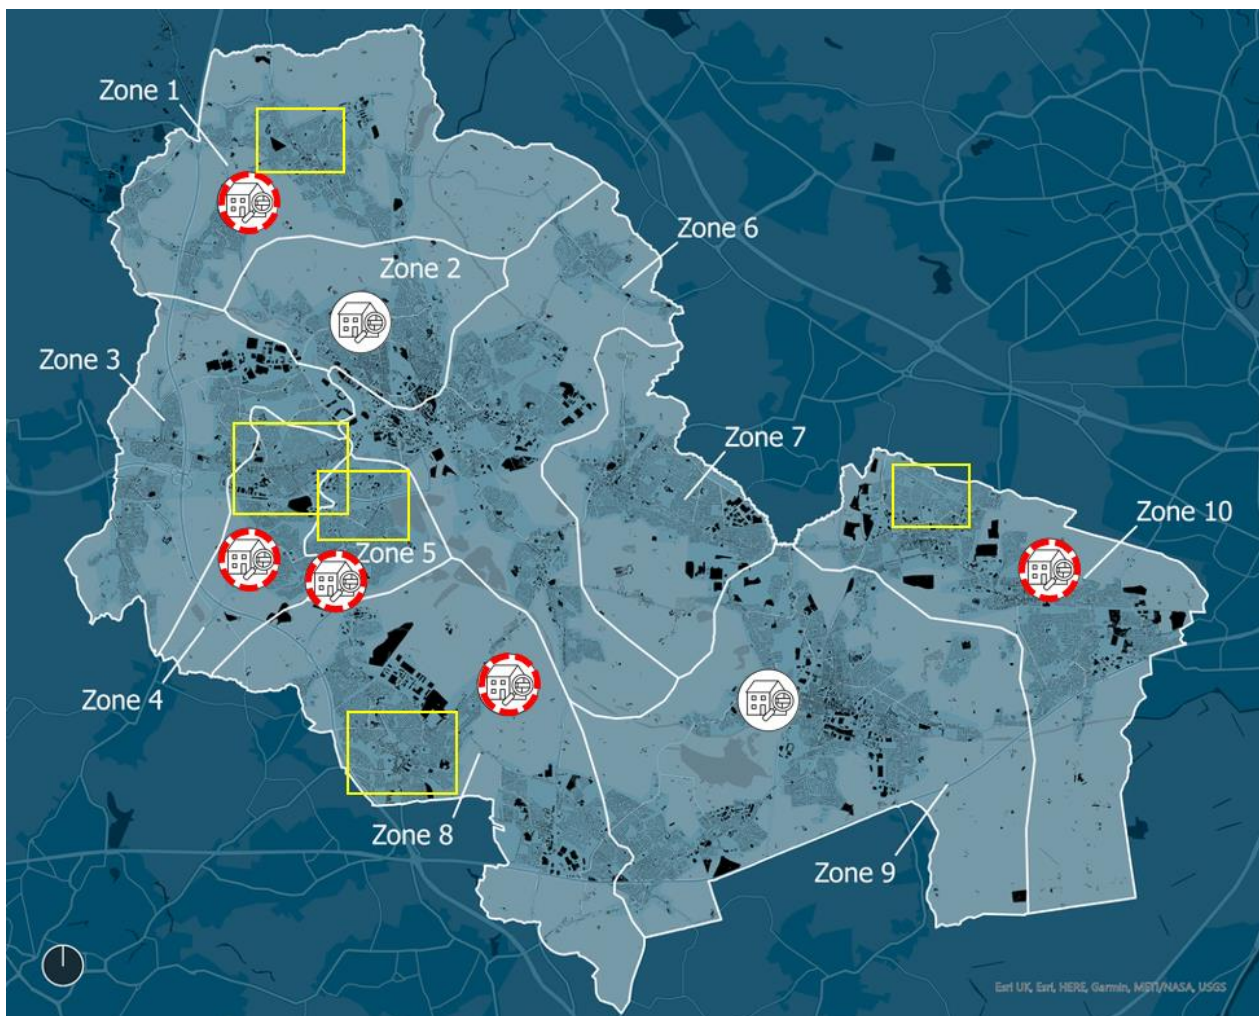 Zone 1
Zone 6
Zone 2
Zone 3
Zone 7
Zone 10
Zone 5
Zone 4
Zone 8
Zone 9
Esri UK, Esri, HERE, Garmin, METI/NASA, USGS